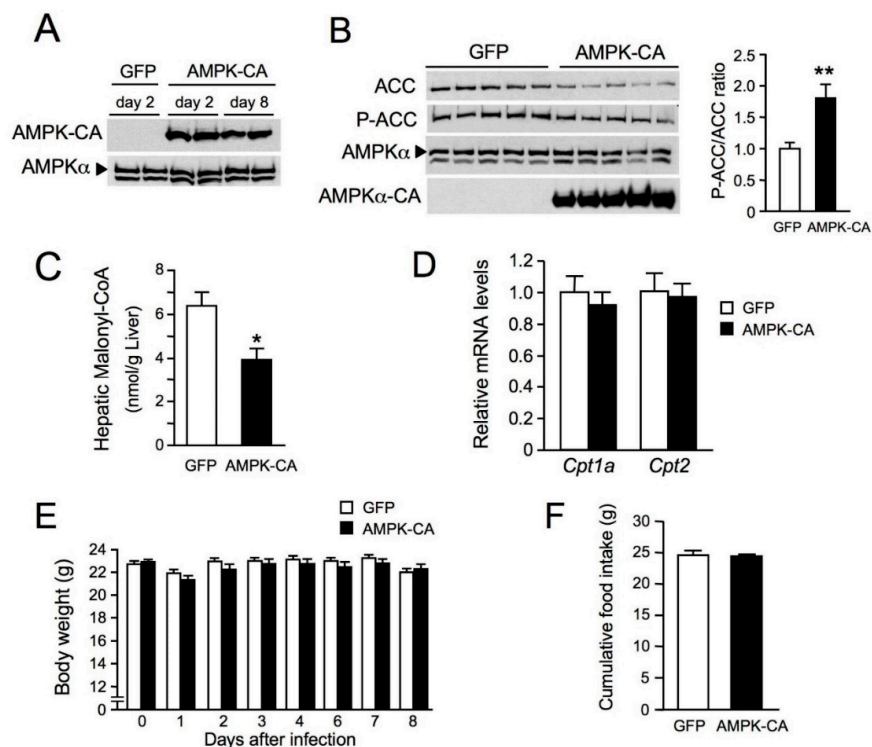 A
GFP AMPK-CA
day 2 day 2 day 8
AMPK-CA
AMPKα
B
GFP AMPK-CA
ACC
P-ACC
AMPKα
AMPKα-CA
P-ACC/ACC ratio
2.5
2.0
1.5
1.0
0.5
0
**
GFP AMPK-CA
C
Hepatic Malonyl-CoA
(nmol/g Liver)
8
6
4
2
0
*
GFP AMPK-CA
D
Relative mRNA levels
1.2
1.0
0.8
0.6
0.4
0.2
0
GFP
AMPK-CA
Cpt1a Cpt2
E
GFP
AMPK-CA
Body weight (g)
24
22
20
18
16
14
12
0
0 1 2 3 4 6 7 8
Days after infection
F
Cumulative food intake (g)
30
25
20
15
10
5
0
GFP AMPK-CA